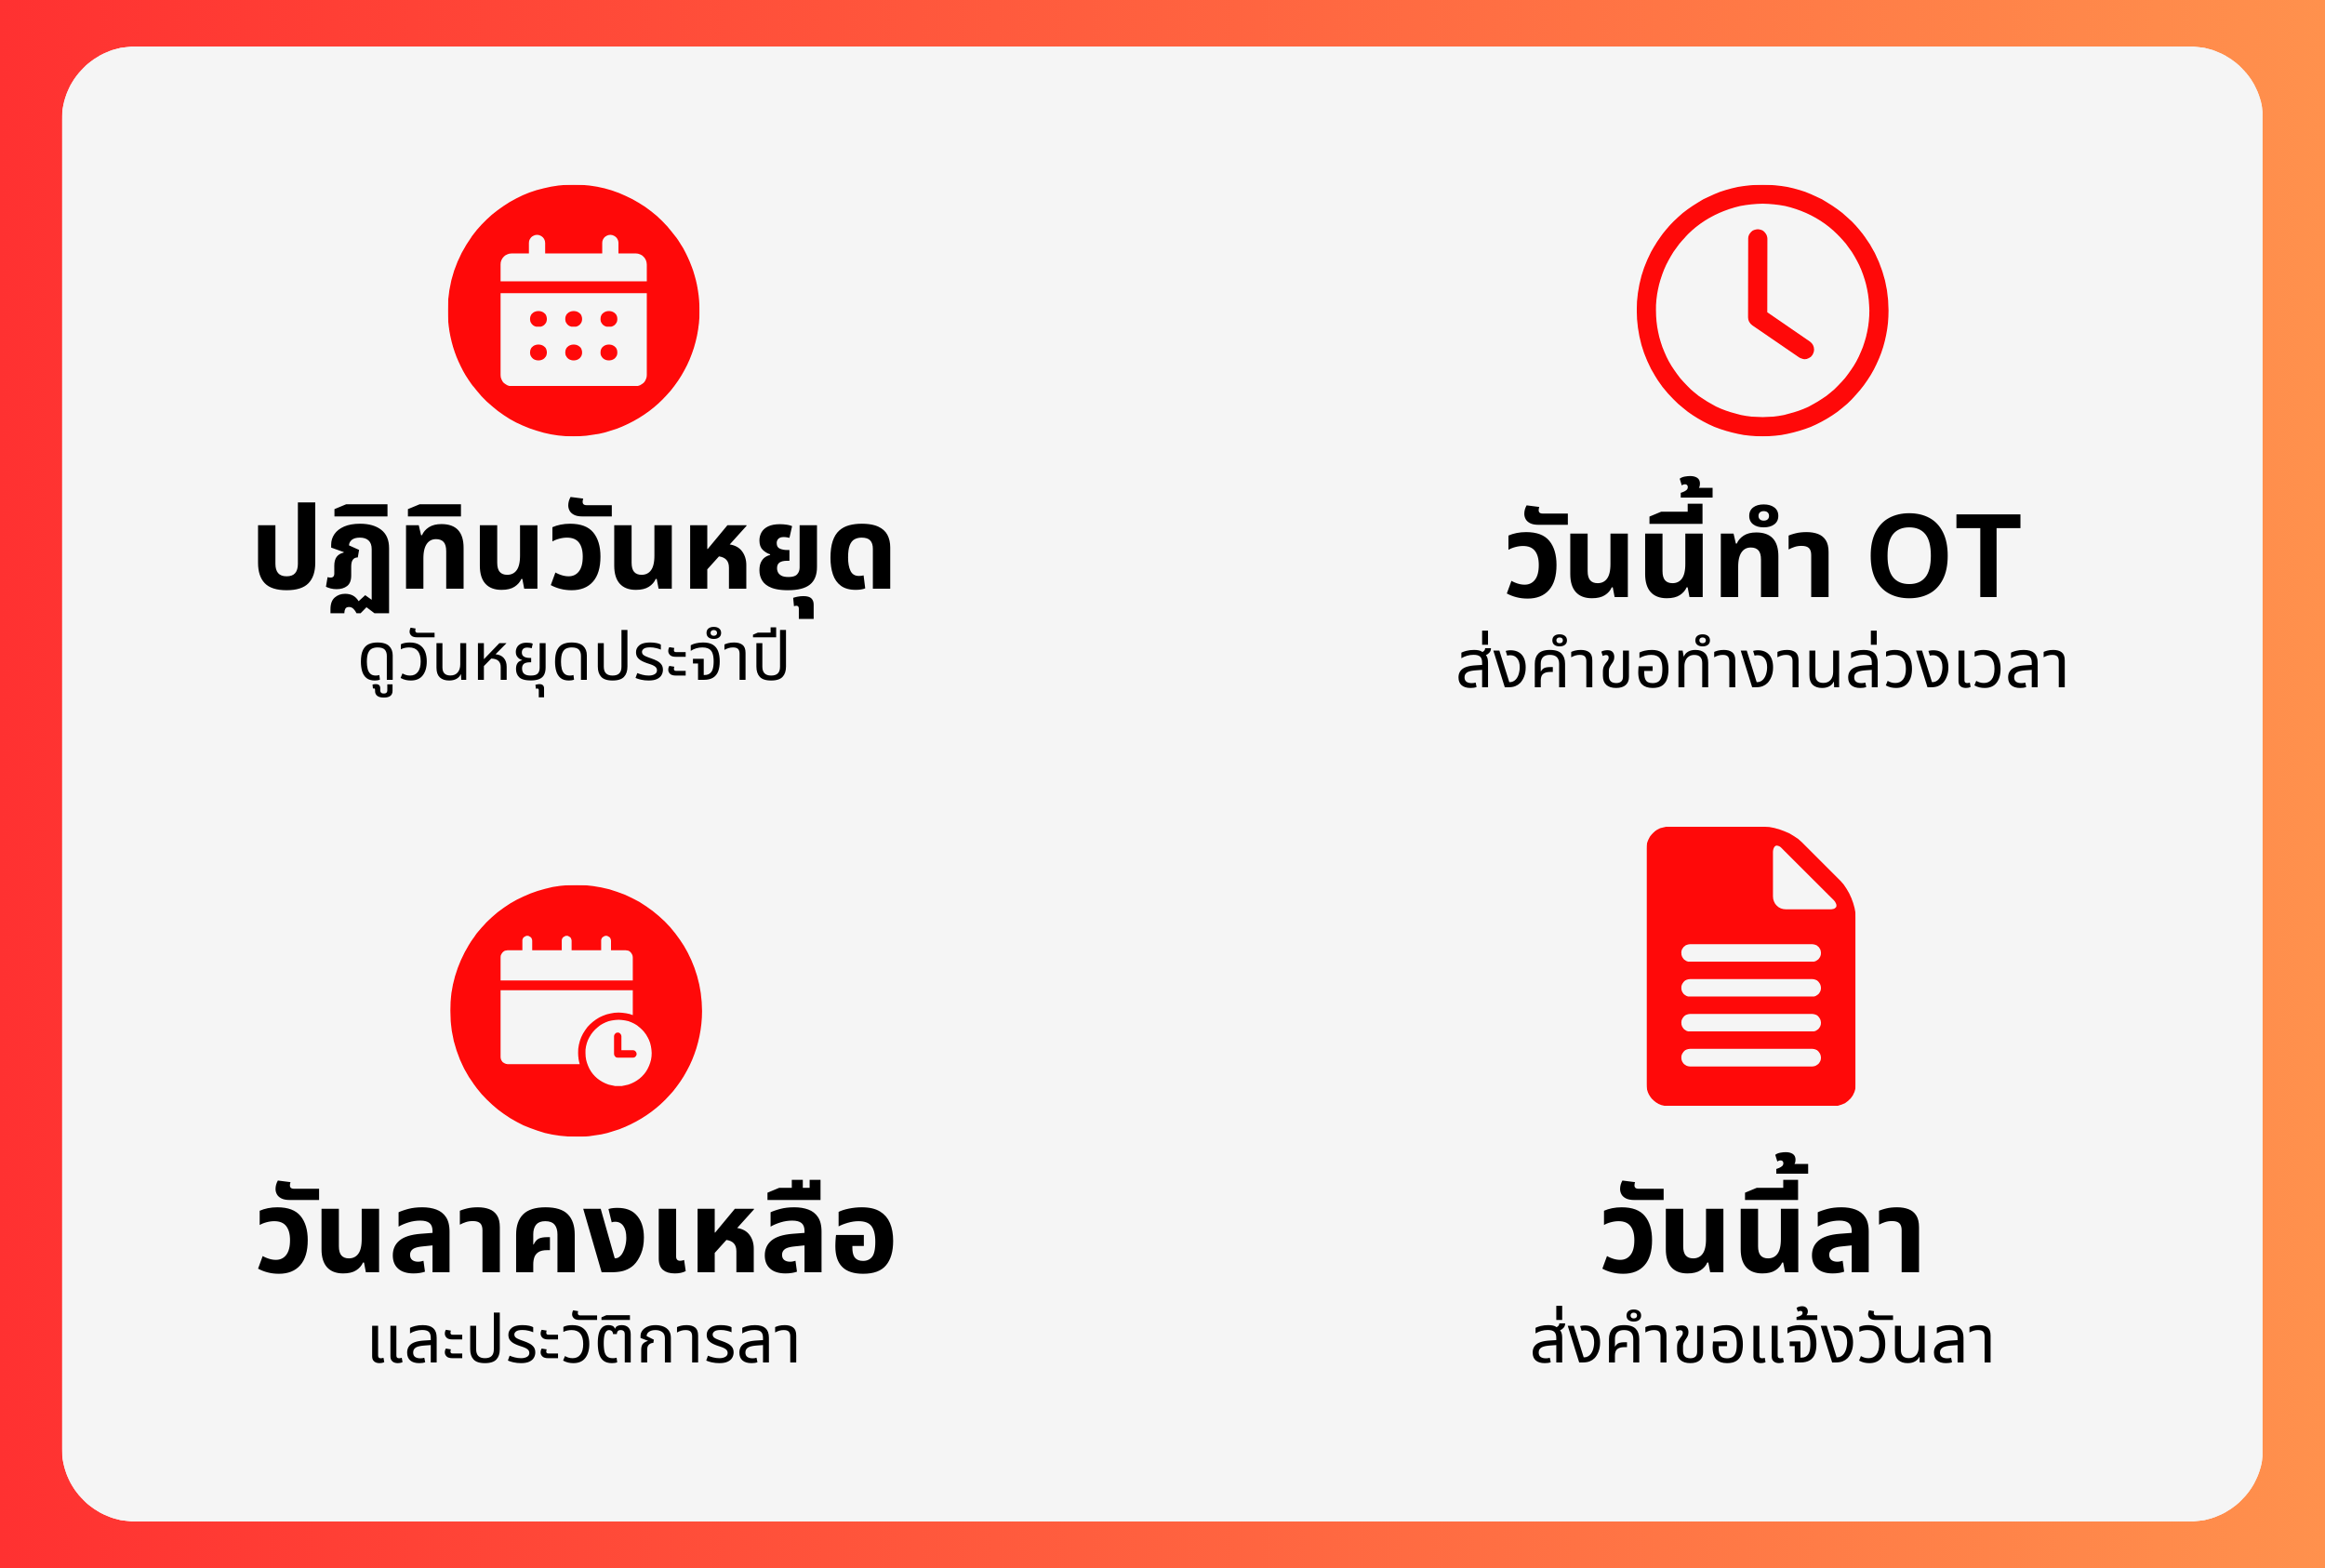 ปฏิทินวันหยุด
ดูวันหยุดประจำปี
วันนี้ทำ OT
ส่งคำขอทำงานล่วงเวลา
วันลาคงเหลือ
และประวัติการลา
วันนี้ลา
ส่งคำขอแจ้งวันลา